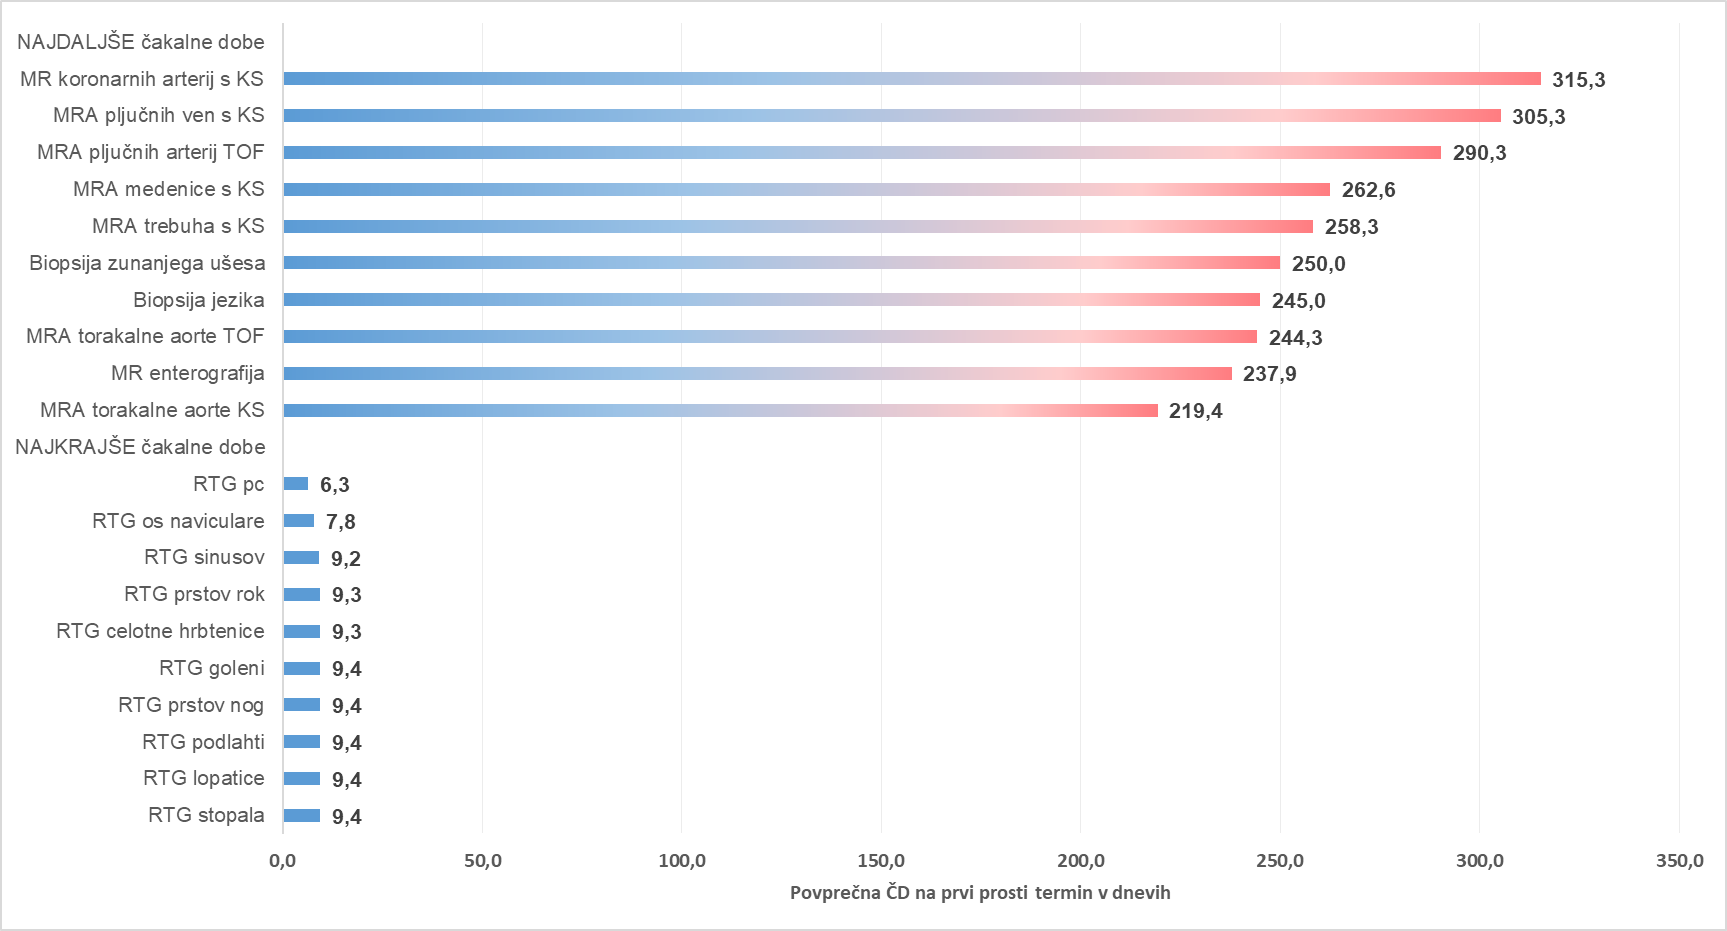 NAJDALJŠE čakalne dobe
MR koronarnih arterij s KS 315,3
MRA pljučnih ven s KS 305,3
MRA pljučnih arterij TOF 290,3
MRA medenice s KS 262,6
MRA trebuha s KS 258,3
Biopsija zunanjega ušesa 250,0
Biopsija jezika 245,0
MRA torakalne aorte TOF 244,3
MR enterografija 237,9
MRA torakalne aorte KS 219,4
NAJKRAJŠE čakalne dobe
RTG pc 6,3
RTG os naviculare 7,8
RTG sinusov 9,2
RTG prstov rok 9,3
RTG celotne hrbtenice 9,3
RTG goleni 9,4
RTG prstov nog 9,4
RTG podlahti 9,4
RTG lopatice 9,4
RTG stopala 9,4
0,0 50,0 100,0 150,0 200,0 250,0 300,0 350,0
Povprečna ČD na prvi prosti termin v dnevih